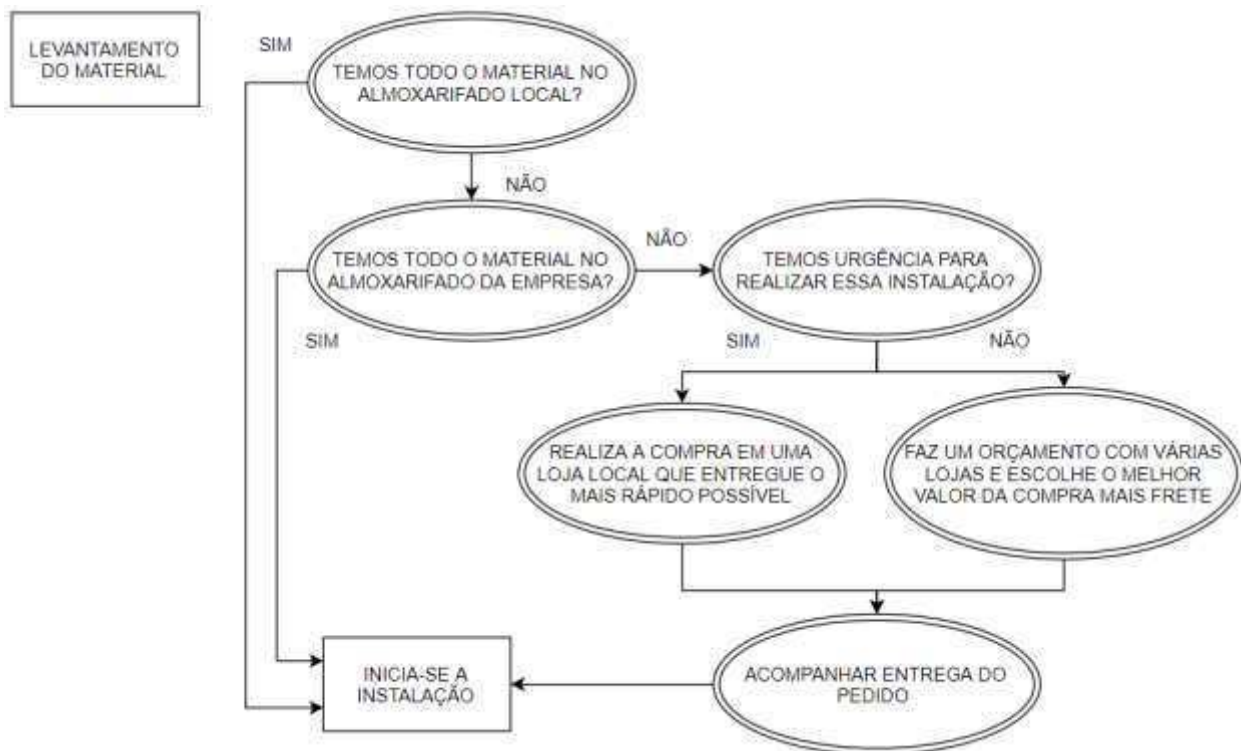 LEVANTAMENTO
DO MATERIAL
SIM
TEMOS TODO O MATERIAL NO
ALMOXARIFADO LOCAL?
NÃO
TEMOS TODO O MATERIAL NO
ALMOXARIFADO DA EMPRESA?
NÃO
TEMOS URGÊNCIA PARA
REALIZAR ESSA INSTALAÇÃO?
SIM
SIM
NÃO
REALIZA A COMPRA EM UMA
LOJA LOCAL QUE ENTREGUE O
MAIS RÁPIDO POSSÍVEL
FAZ UM ORÇAMENTO COM VÁRIAS
LOJAS E ESCOLHE O MELHOR
VALOR DA COMPRA MAIS FRETE
INICIA-SE A
INSTALAÇÃO
ACOMPANHAR ENTREGA DO
PEDIDO